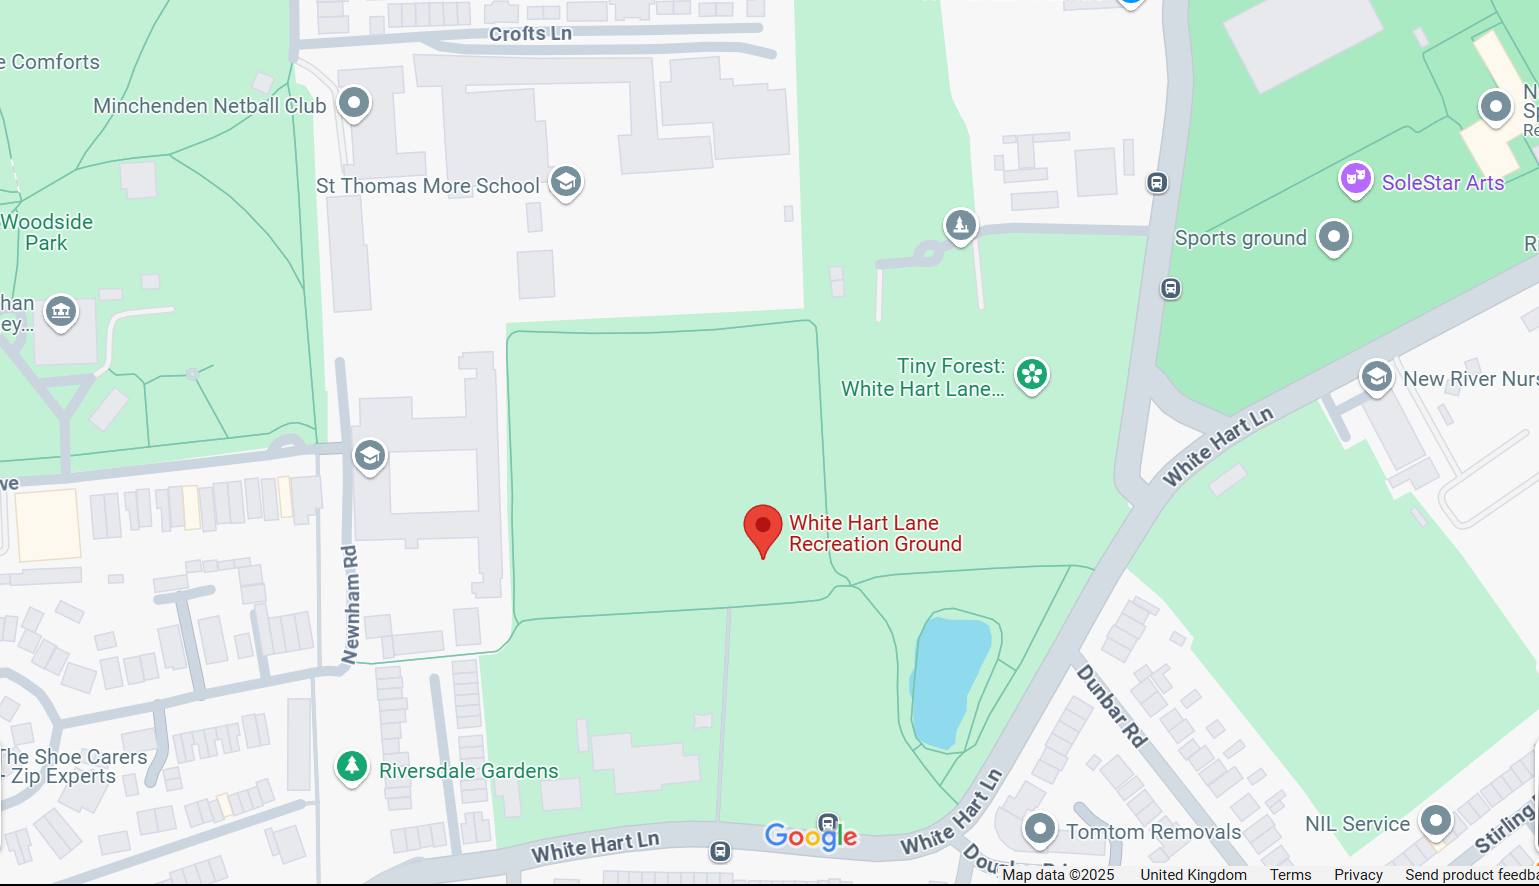 Crofts Ln
e Comforts
Minchenden Netball Club
St Thomas More School
SoleStar Arts
Sports ground
N
Sp
Re
R
Woodside
Park
han
ey...
Tiny Forest:
White Hart Lane...
New River Nurs
White Hart Ln
we
White Hart Lane
Recreation Ground
Newnham Rd
Dunbar Rd
The Shoe Carers
- Zip Experts
Riversdale Gardens
White Hart Ln
White Hart Ln
Google
Tomtom Removals
NIL Service
Stirling
Map data ©2025
United Kingdom
Terms
Privacy
Send product feedb